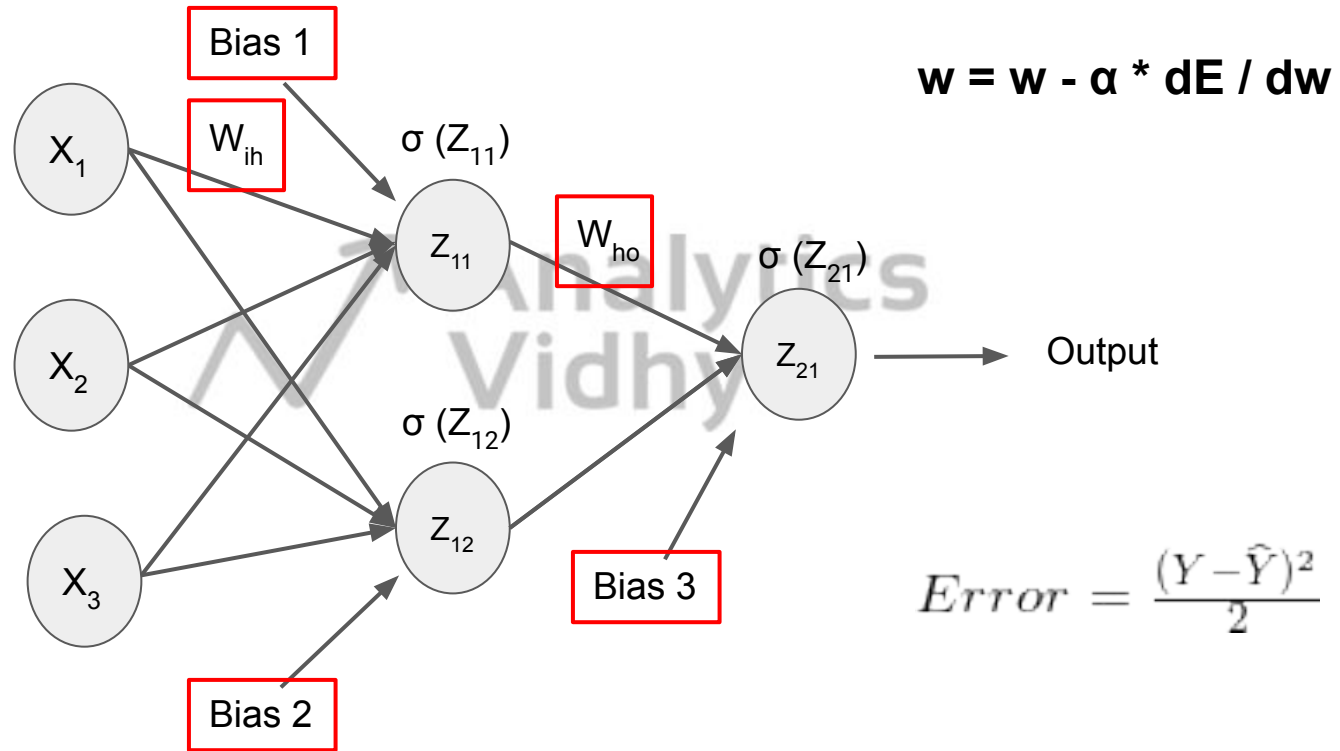 Bias 1
w = w - α * dE / dw
X₁
Wᵢₕ
σ (Z₁₁)
Z₁₁
Wₕₒ
σ (Z₂₁)
Analytics
Vidhy
X₂
Z₂₁
Output
σ (Z₁₂)
Z₁₂
X₃
Bias 3
Error = (Y - Ŷ)² / 2
Bias 2